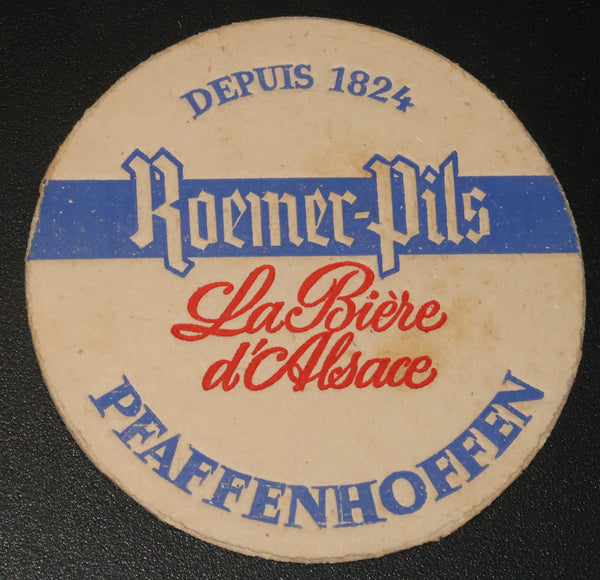 DEPUIS 1824
Roemer-Pils
La Bière
d'Alsace
PFAFFENHOFFEN